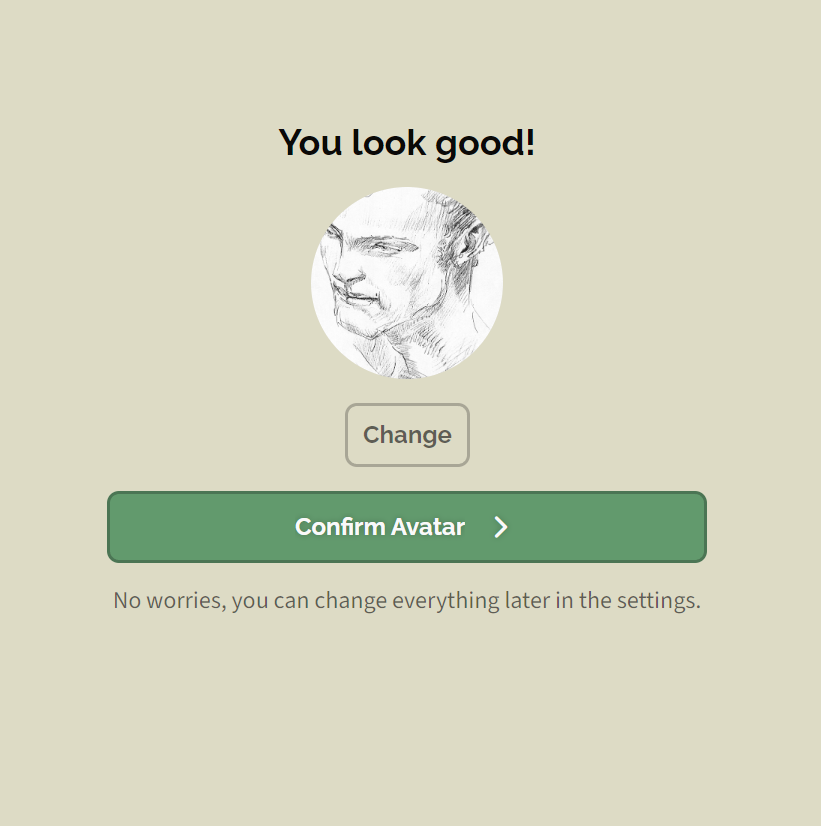 You look good!
Change
Confirm Avatar
No worries, you can change everything later in the settings.